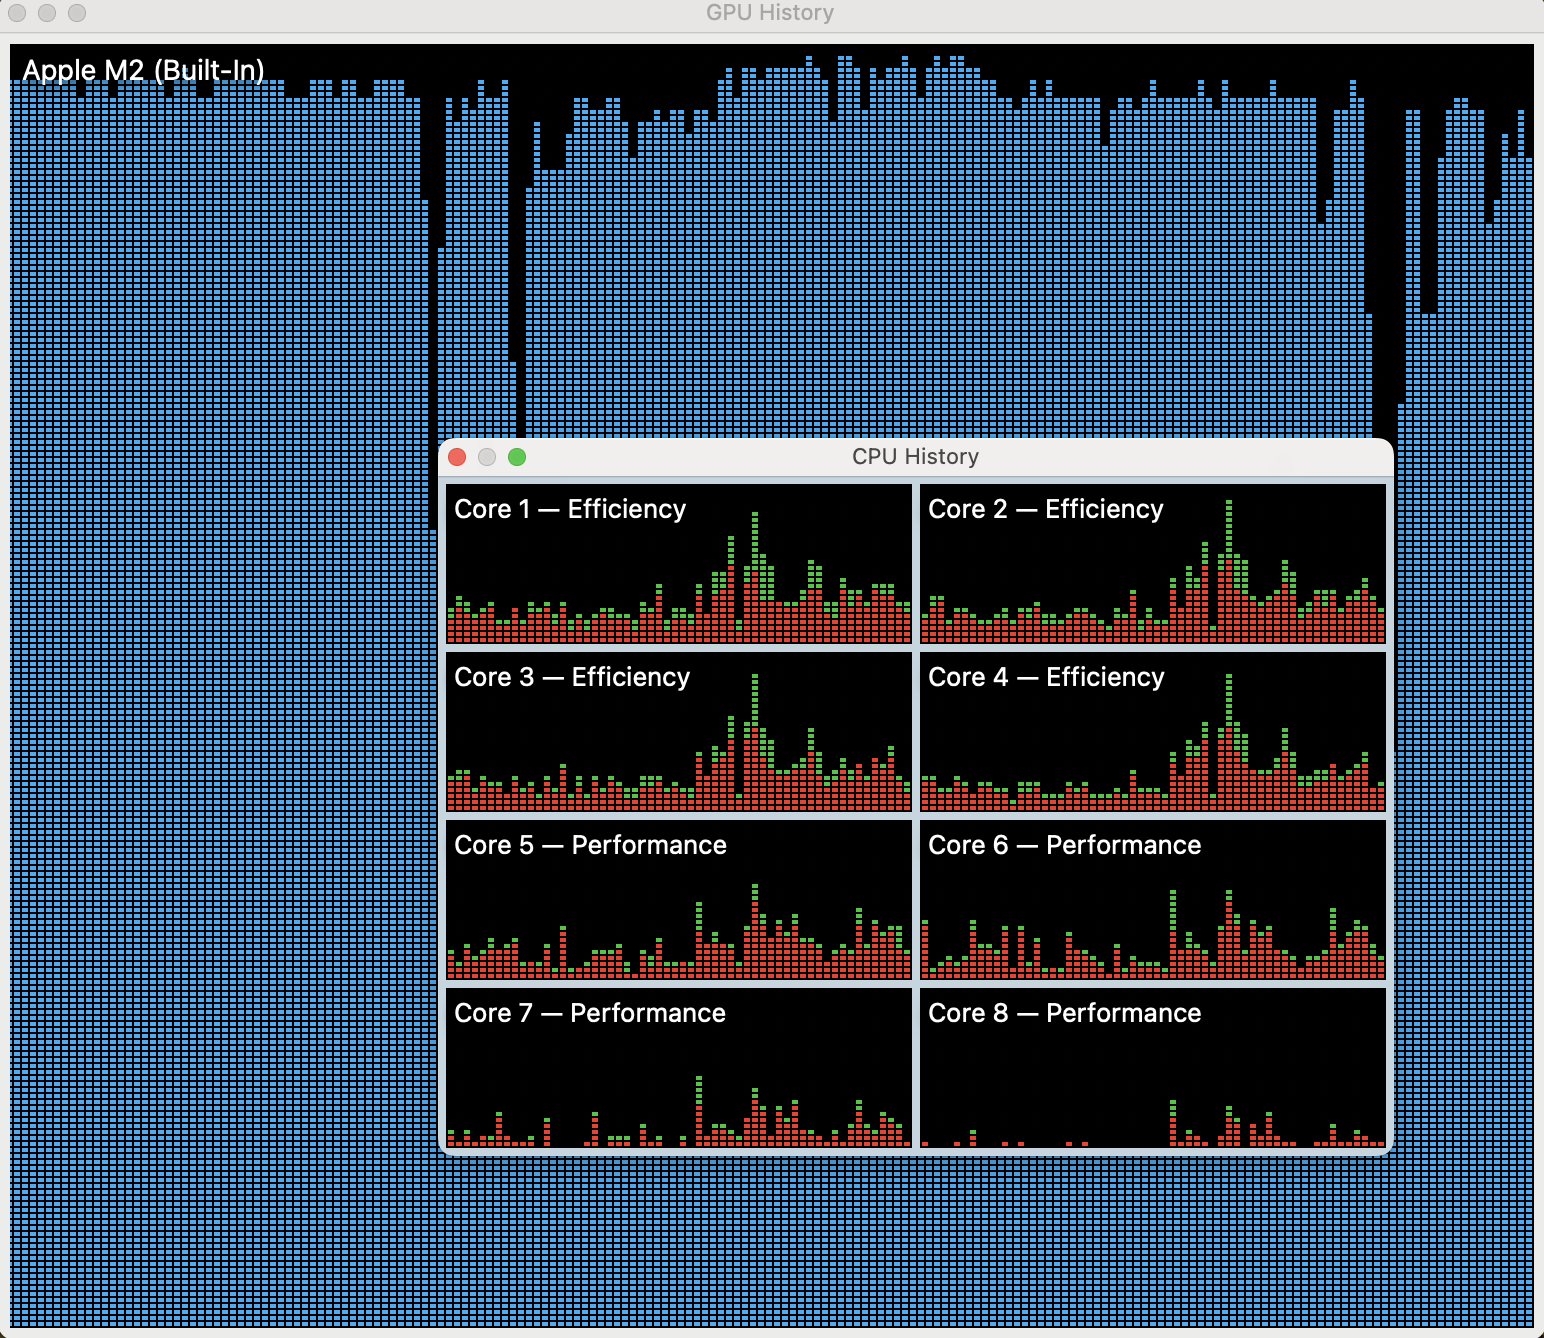 GPU History
Apple M2 (Built-In)
CPU History
Core 1 — Efficiency
Core 2 — Efficiency
Core 3 — Efficiency
Core 4 — Efficiency
Core 5 — Performance
Core 6 — Performance
Core 7 — Performance
Core 8 — Performance